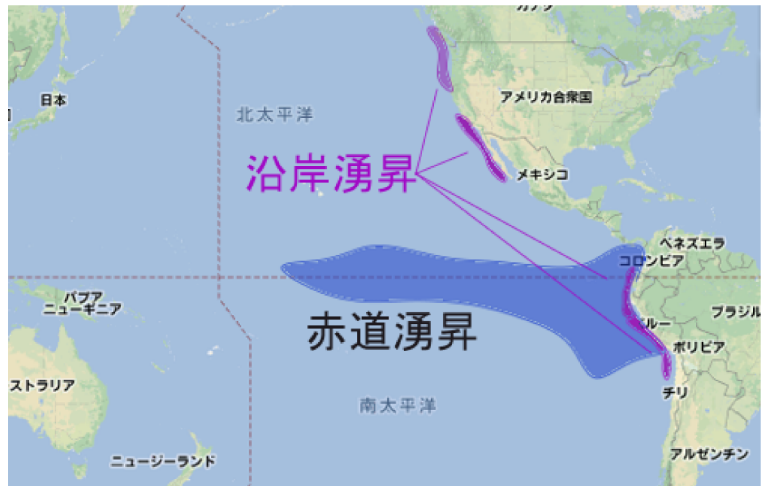 カナダ
日本
北太平洋
アメリカ合衆国
沿岸湧昇
メキシコ
ベネズエラ
コロンビア
パプア
ニューギニア
ブラジル
赤道湧昇
ペルー
ボリビア
ストラリア
チリ
南太平洋
ニュージーランド
アルゼンチン